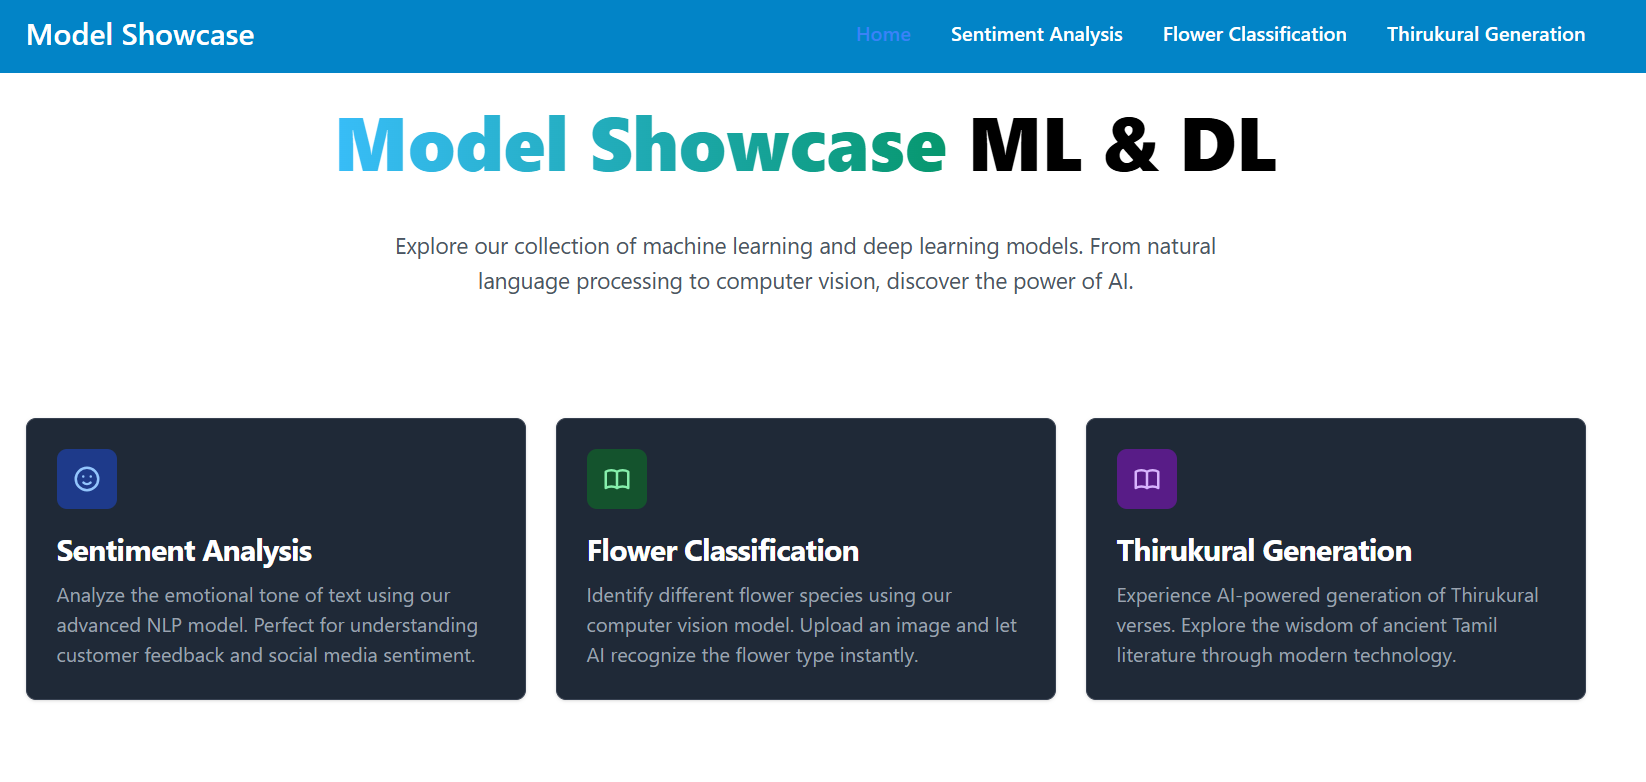 Model Showcase
Home
Sentiment Analysis
Flower Classification
Thirukural Generation
Model Showcase ML & DL
Explore our collection of machine learning and deep learning models. From natural
language processing to computer vision, discover the power of AI.
Sentiment Analysis
Analyze the emotional tone of text using our
advanced NLP model. Perfect for understanding
customer feedback and social media sentiment.
Flower Classification
Identify different flower species using our
computer vision model. Upload an image and let
AI recognize the flower type instantly.
Thirukural Generation
Experience AI-powered generation of Thirukural
verses. Explore the wisdom of ancient Tamil
literature through modern technology.